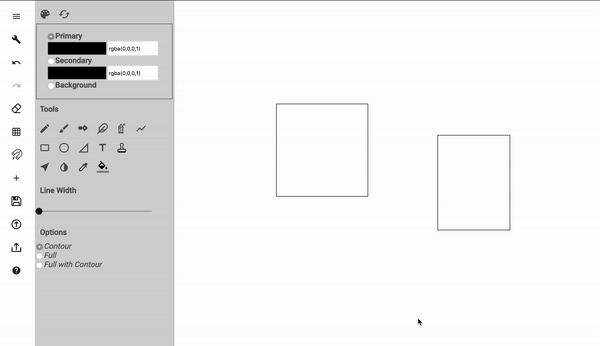 Primary
rgba(0,0,0,1)
Secondary
rgba(0,0,0,1)
Background
Tools
T
Line Width
Options
Contour
Full
Full with Contour